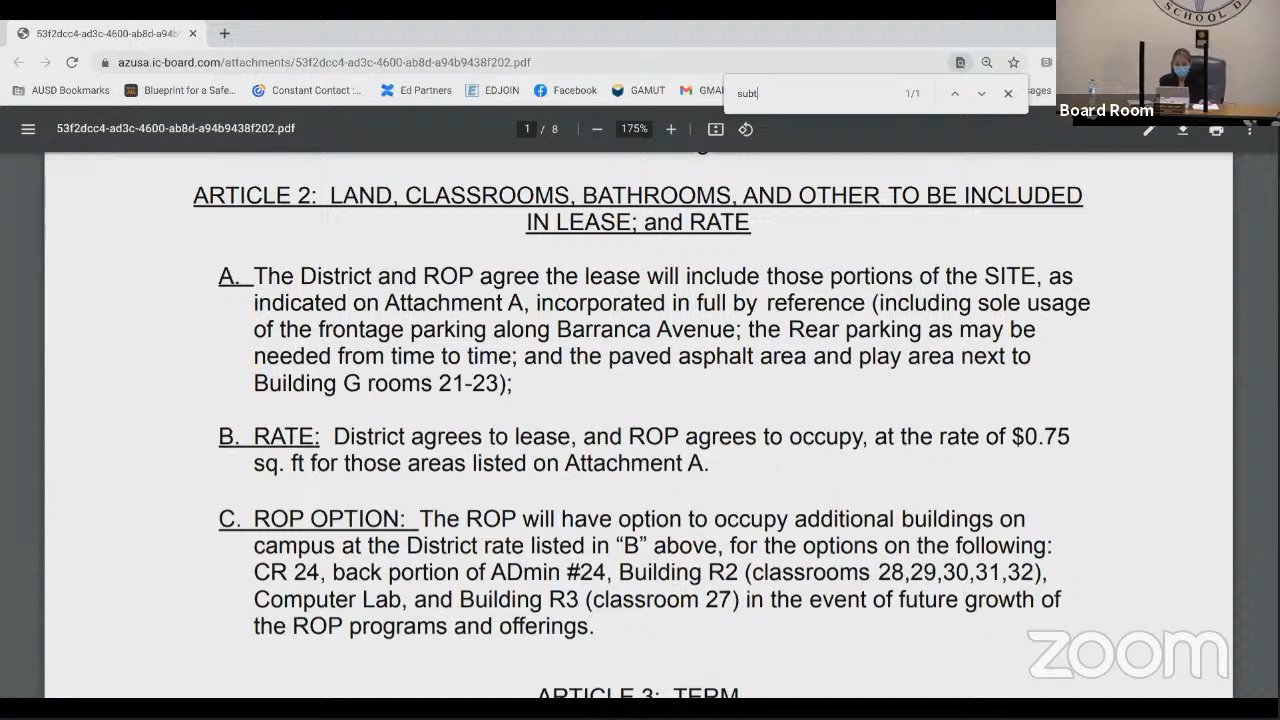 53f2dcc4-ad3c-4600-ab8d-a94b
azusa.ic-board.com/attachments/53f2dcc4-ad3c-4600-ab8d-a94b9438f202.pdf
AUSD Bookmarks
Blueprint for a Safe...
Constant Contact :...
Ed Partners
EDJOIN
Facebook
GAMUT
GMAI
subt
1/1
SCHOOL D
Board Room
53f2dcc4-ad3c-4600-ab8d-a94b9438f202.pdf
1 / 8
175%
ARTICLE 2: LAND, CLASSROOMS, BATHROOMS, AND OTHER TO BE INCLUDED
IN LEASE; and RATE
A. The District and ROP agree the lease will include those portions of the SITE, as
indicated on Attachment A, incorporated in full by reference (including sole usage
of the frontage parking along Barranca Avenue; the Rear parking as may be
needed from time to time; and the paved asphalt area and play area next to
Building G rooms 21-23);
B. RATE: District agrees to lease, and ROP agrees to occupy, at the rate of $0.75
sq. ft for those areas listed on Attachment A.
C. ROP OPTION: The ROP will have option to occupy additional buildings on
campus at the District rate listed in “B” above, for the options on the following:
CR 24, back portion of ADmin #24, Building R2 (classrooms 28,29,30,31,32),
Computer Lab, and Building R3 (classroom 27) in the event of future growth of
the ROP programs and offerings.
zoom
ARTICLE 3: TERM